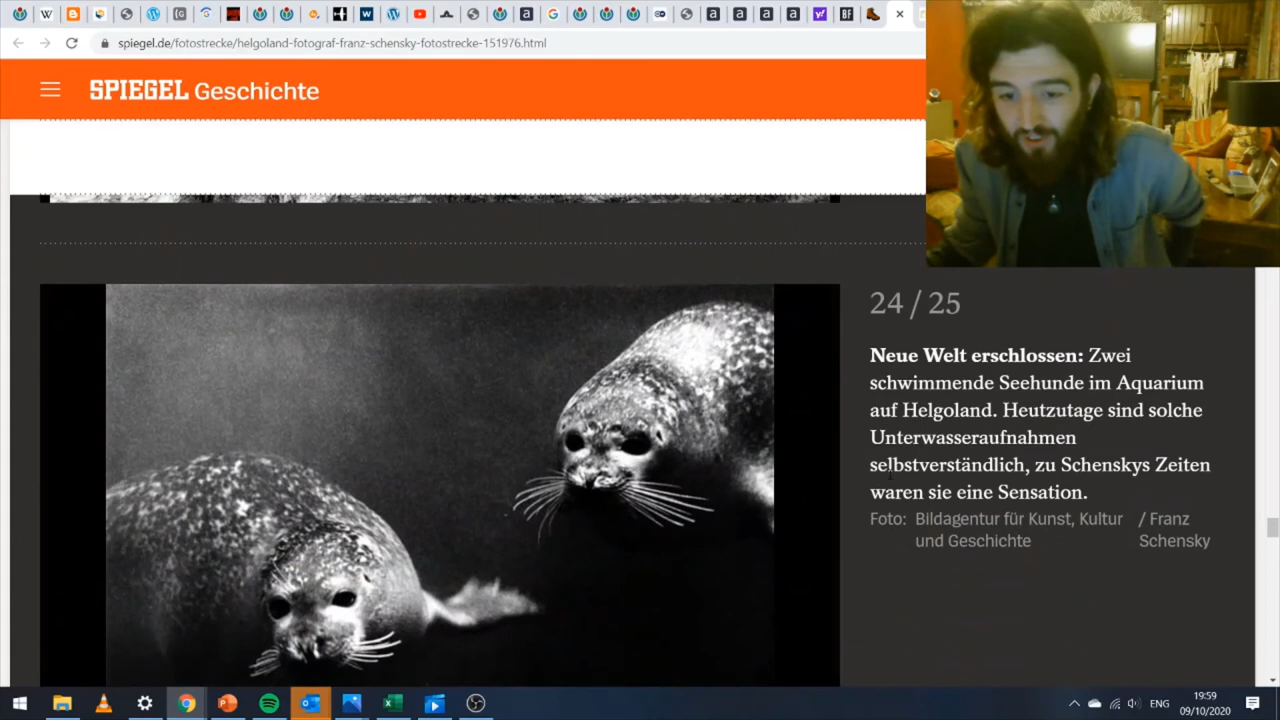 spiegel.de/fotostrecke/helgoland-fotograf-franz-schensky-fotostrecke-151976.html
SPIEGEL Geschichte
24 / 25
Neue Welt erschlossen: Zwei
schwimmende Seehunde im Aquarium
auf Helgoland. Heutzutage sind solche
Unterwasseraufnahmen
selbstverständlich, zu Schenskys Zeiten
waren sie eine Sensation.
Foto: Bildagentur für Kunst, Kultur / Franz
und Geschichte Schensky
ENG
19:59
09/10/2020